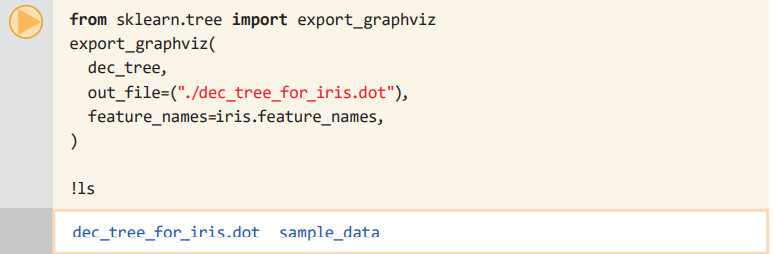 from sklearn.tree import export_graphviz
export_graphviz(
  dec_tree,
  out_file=("./dec_tree_for_iris.dot"),
  feature_names=iris.feature_names,
)

!ls
dec_tree_for_iris.dot  sample_data